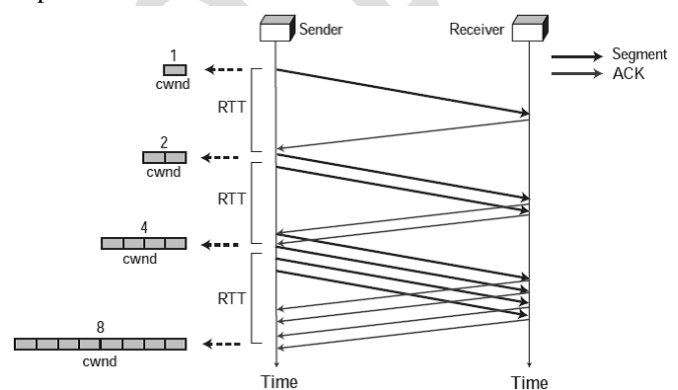 Sender
Receiver
Segment
ACK
1
cwnd
RTT
2
cwnd
RTT
4
cwnd
RTT
8
cwnd
Time
Time